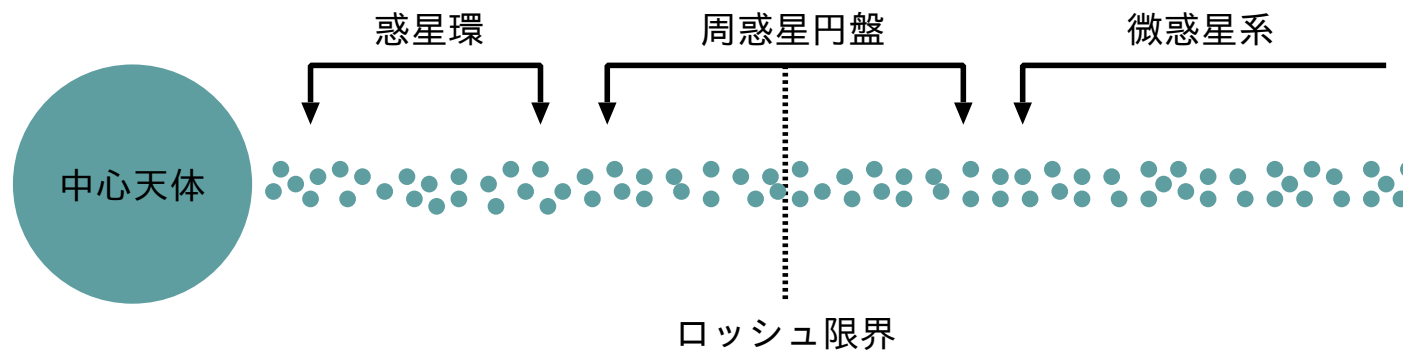 惑星環
周惑星円盤
微惑星系
中心天体
ロッシュ限界